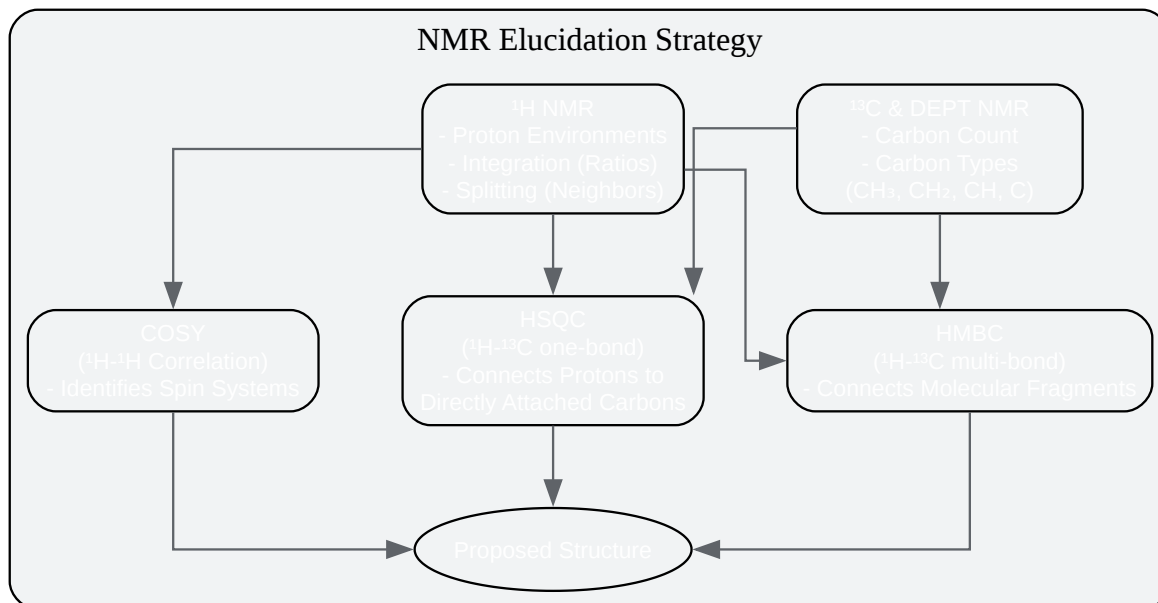 NMR Elucidation Strategy
¹H NMR
- Proton Environments
- Integration (Ratios)
- Splitting (Neighbors)
¹³C & DEPT NMR
- Carbon Count
- Carbon Types
(CH₃, CH₂, CH, C)
COSY
(¹H-¹H Correlation)
- Identifies Spin Systems
HSQC
(¹H-¹³C one-bond)
- Connects Protons to
Directly Attached Carbons
HMBC
(¹H-¹³C multi-bond)
- Connects Molecular Fragments
Proposed Structure